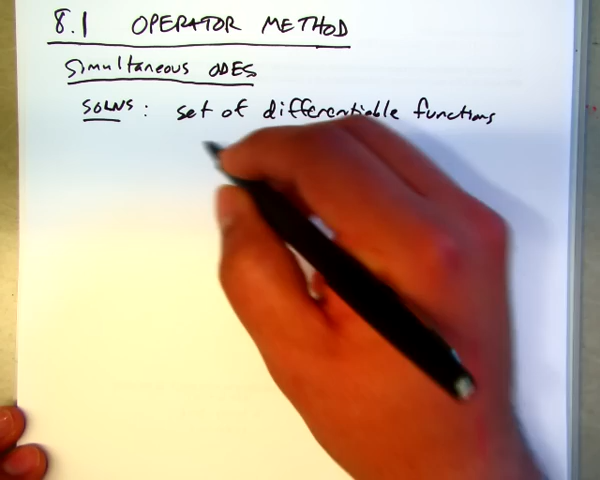 8.1 OPERATOR METHOD
Simultaneous ODES
SOLNS : set of differentiable functions